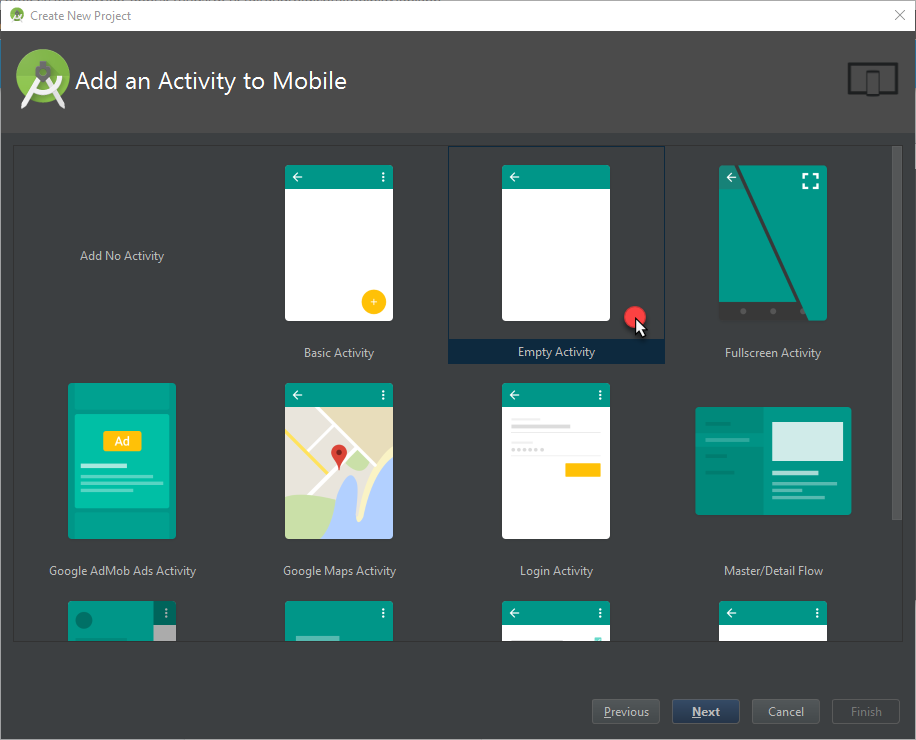 Create New Project
Add an Activity to Mobile
Add No Activity
Basic Activity
Empty Activity
Fullscreen Activity
Ad
Google AdMob Ads Activity
Google Maps Activity
Login Activity
Master/Detail Flow
Previous
Next
Cancel
Finish